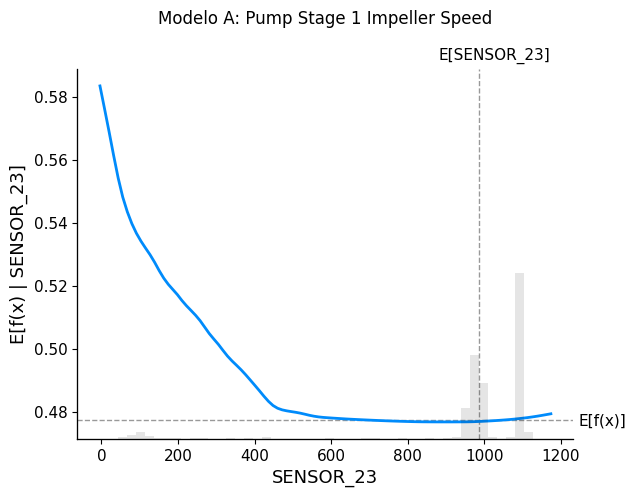 Modelo A: Pump Stage 1 Impeller Speed
E[SENSOR_23]
0.58
0.56
0.54
0.52
0.50
0.48
E[f(x) | SENSOR_23]
E[f(x)]
0 200 400 600 800 1000 1200
SENSOR_23